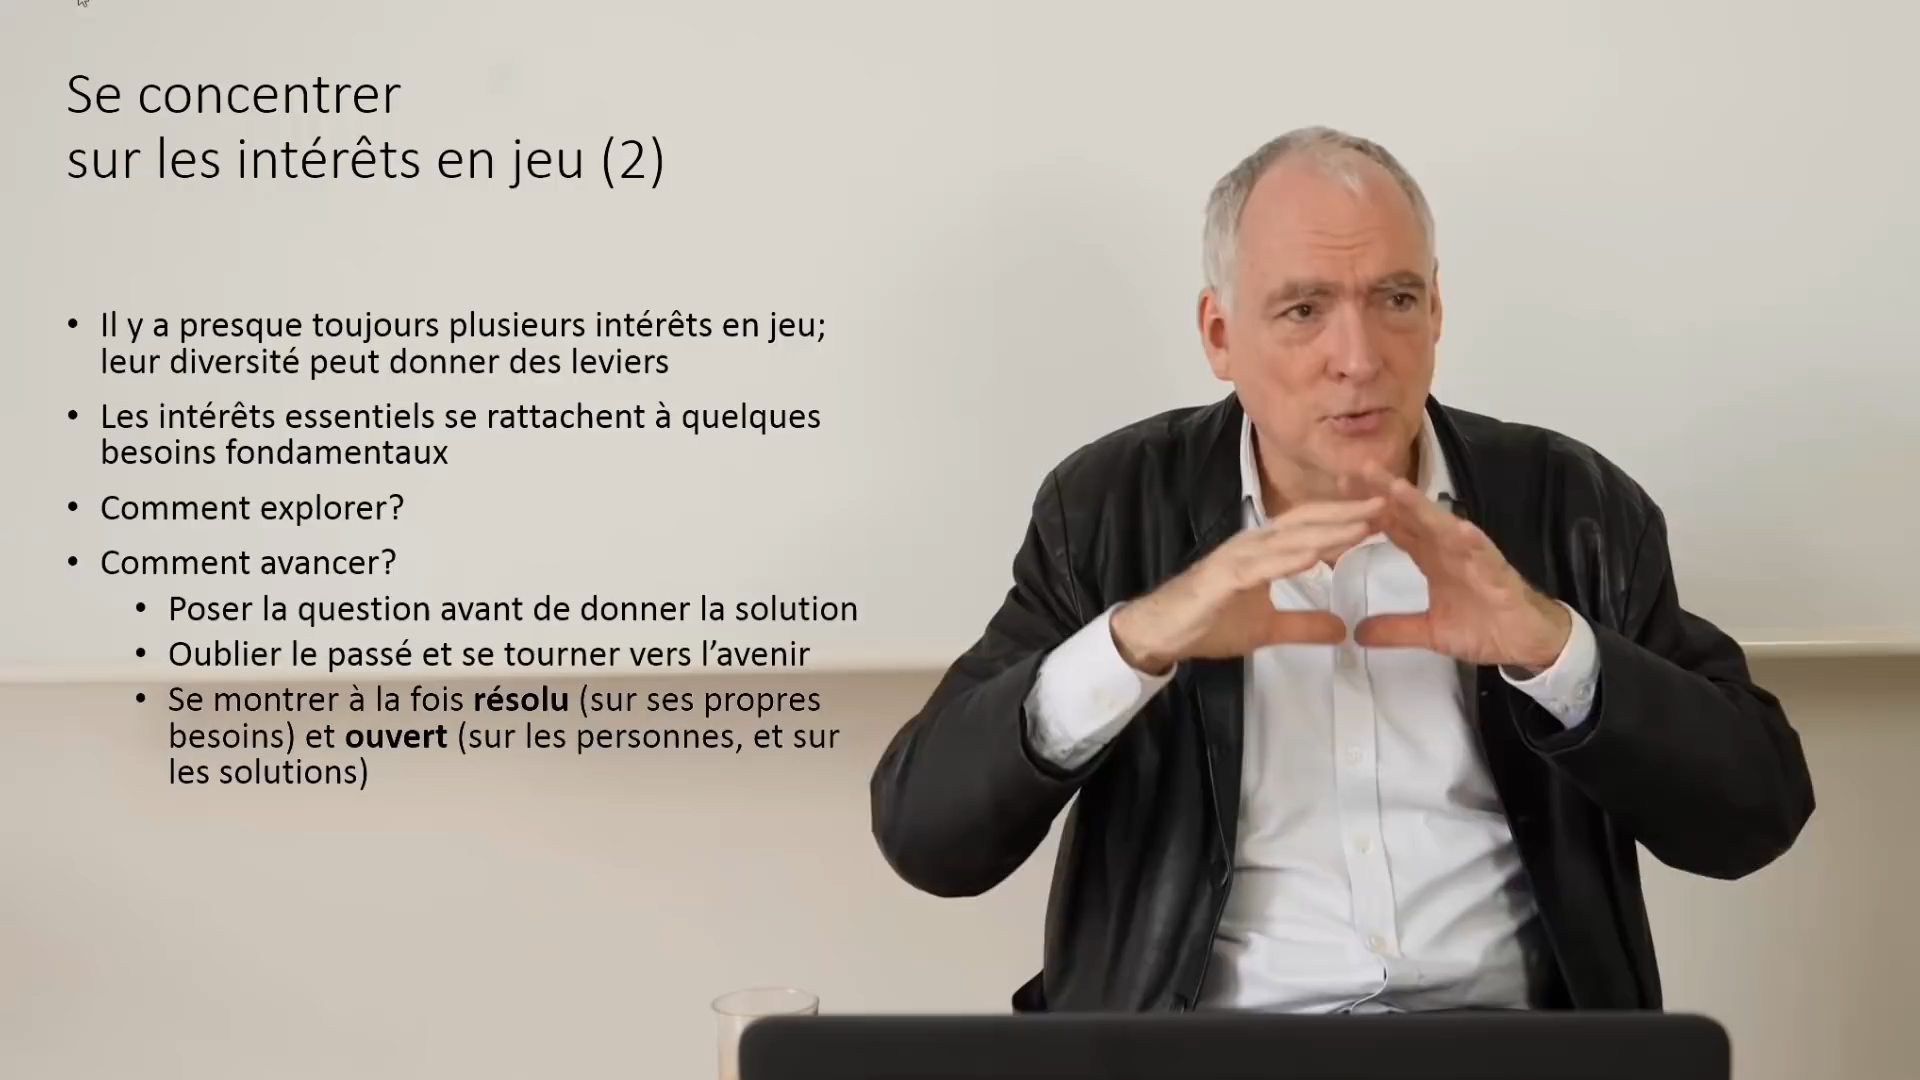 Se concentrer
sur les intérêts en jeu (2)
• Il y a presque toujours plusieurs intérêts en jeu;
leur diversité peut donner des leviers
• Les intérêts essentiels se rattachent à quelques
besoins fondamentaux
• Comment explorer?
• Comment avancer?
• Poser la question avant de donner la solution
• Oublier le passé et se tourner vers l’avenir
• Se montrer à la fois résolu (sur ses propres
besoins) et ouvert (sur les personnes, et sur
les solutions)